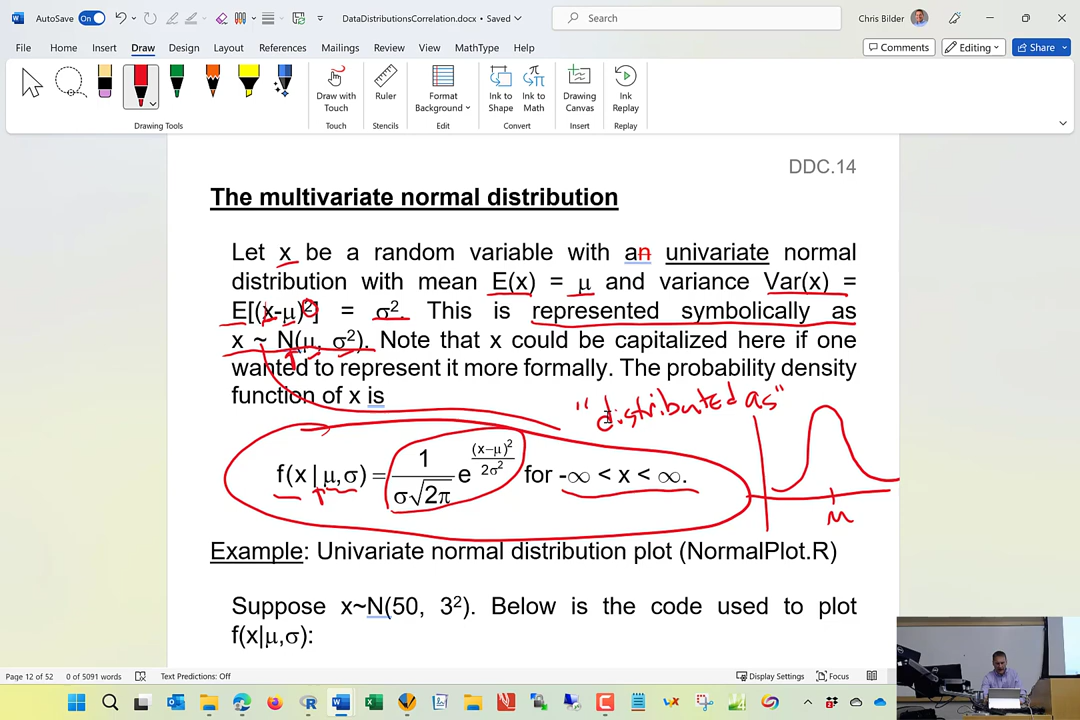 AutoSave On DataDistributionsCorrelation.docx • Saved Search Chris Bilder
File Home Insert Draw Design Layout References Mailings Review View MathType Help Comments Editing Share
Draw with Touch Ruler Format Background Ink to Shape Ink to Math Drawing Canvas Ink Replay
Drawing Tools Touch Stencils Edit Convert Insert Replay
DDC.14
The multivariate normal distribution
Let x be a random variable with an univariate normal
distribution with mean E(x) = μ and variance Var(x) =
E[(x-μ)²] = σ². This is represented symbolically as
x ~ N(μ, σ²). Note that x could be capitalized here if one
wanted to represent it more formally. The probability density
function of x is
"distributed as"
f(x | μ,σ) = 1/(σ√2π) e^((x−μ)²/2σ²) for -∞ < x < ∞.
μ
Example: Univariate normal distribution plot (NormalPlot.R)
Suppose x~N(50, 3²). Below is the code used to plot
f(x|μ,σ):
Page 12 of 52 0 of 5091 words Text Predictions: Off Display Settings Focus